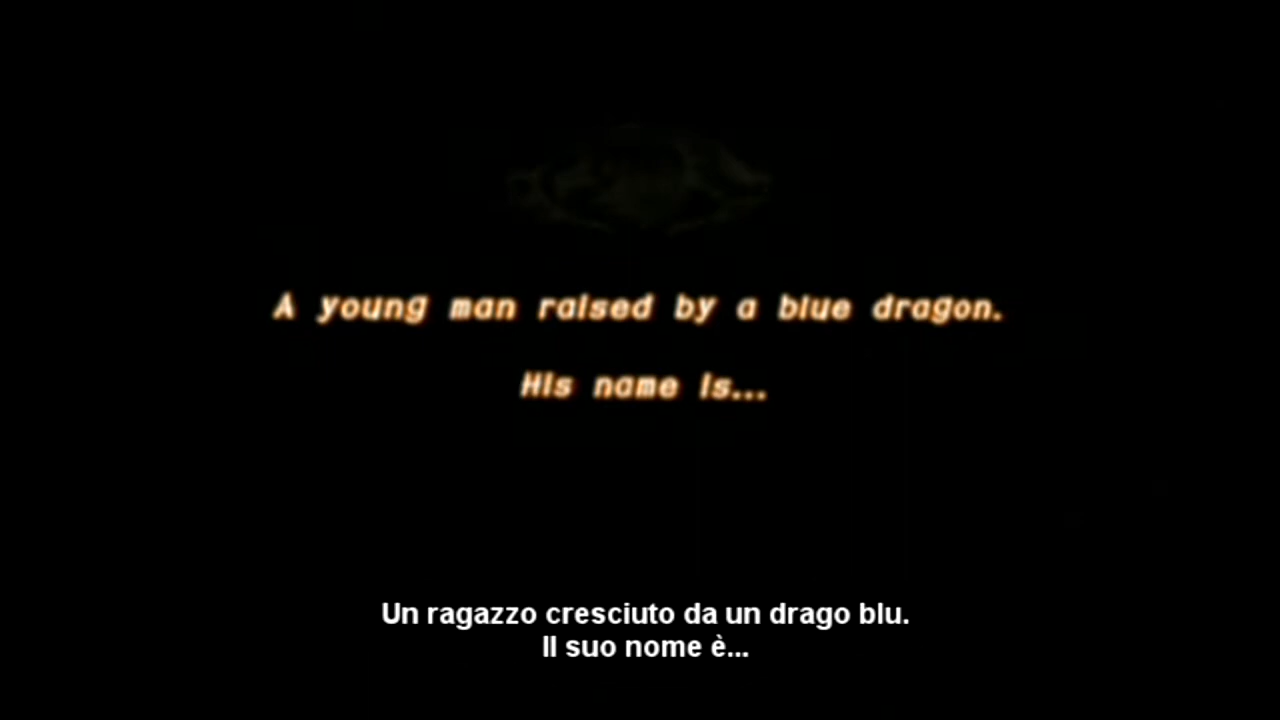 A young man raised by a blue dragon.
His name is...
Un ragazzo cresciuto da un drago blu.
Il suo nome è...